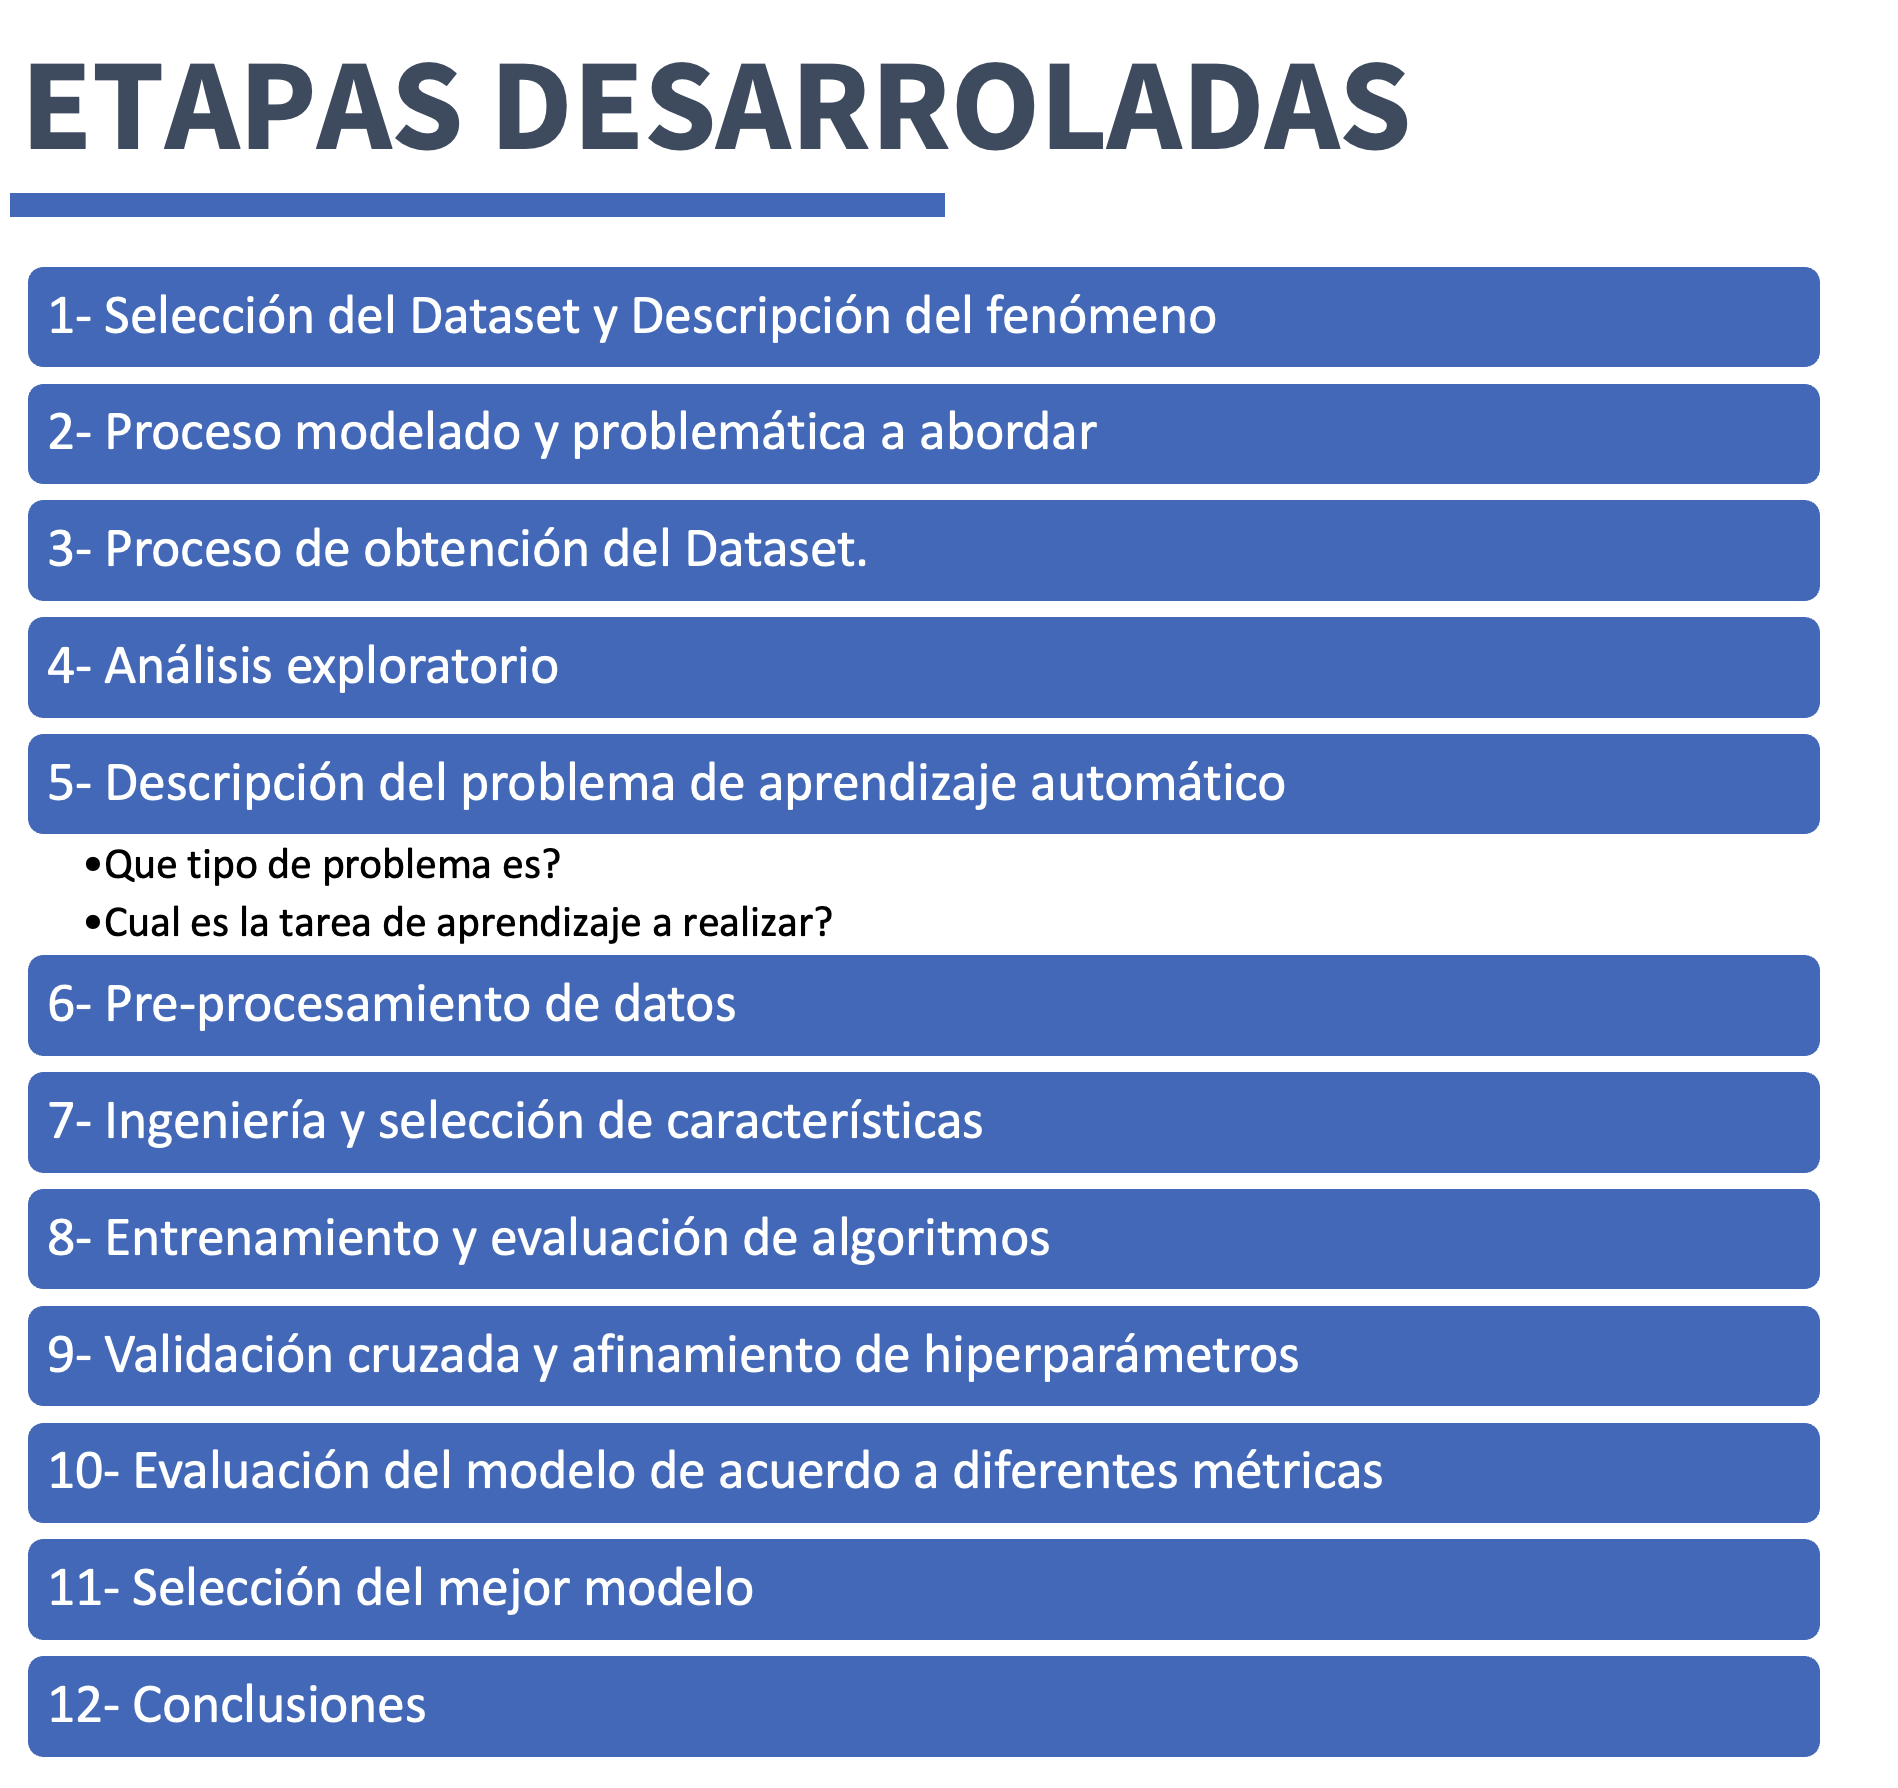 ETAPAS DESARROLADAS
1- Selección del Dataset y Descripción del fenómeno
2- Proceso modelado y problemática a abordar
3- Proceso de obtención del Dataset.
4- Análisis exploratorio
5- Descripción del problema de aprendizaje automático
•Que tipo de problema es?
•Cual es la tarea de aprendizaje a realizar?
6- Pre-procesamiento de datos
7- Ingeniería y selección de características
8- Entrenamiento y evaluación de algoritmos
9- Validación cruzada y afinamiento de hiperparámetros
10- Evaluación del modelo de acuerdo a diferentes métricas
11- Selección del mejor modelo
12- Conclusiones